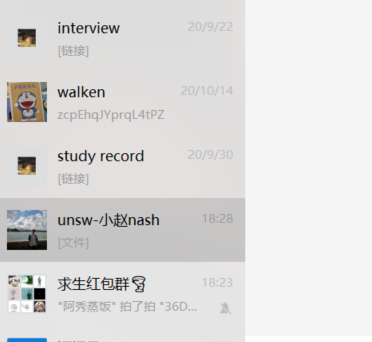 interview 20/9/22
[链接]
walken 20/10/14
zcpEhqJYprqL4tPZ
study record 20/9/30
[链接]
unsw-小赵nash 18:28
[文件]
求生红包群 18:23
"阿秀蒸饭" 拍了拍 "36D...